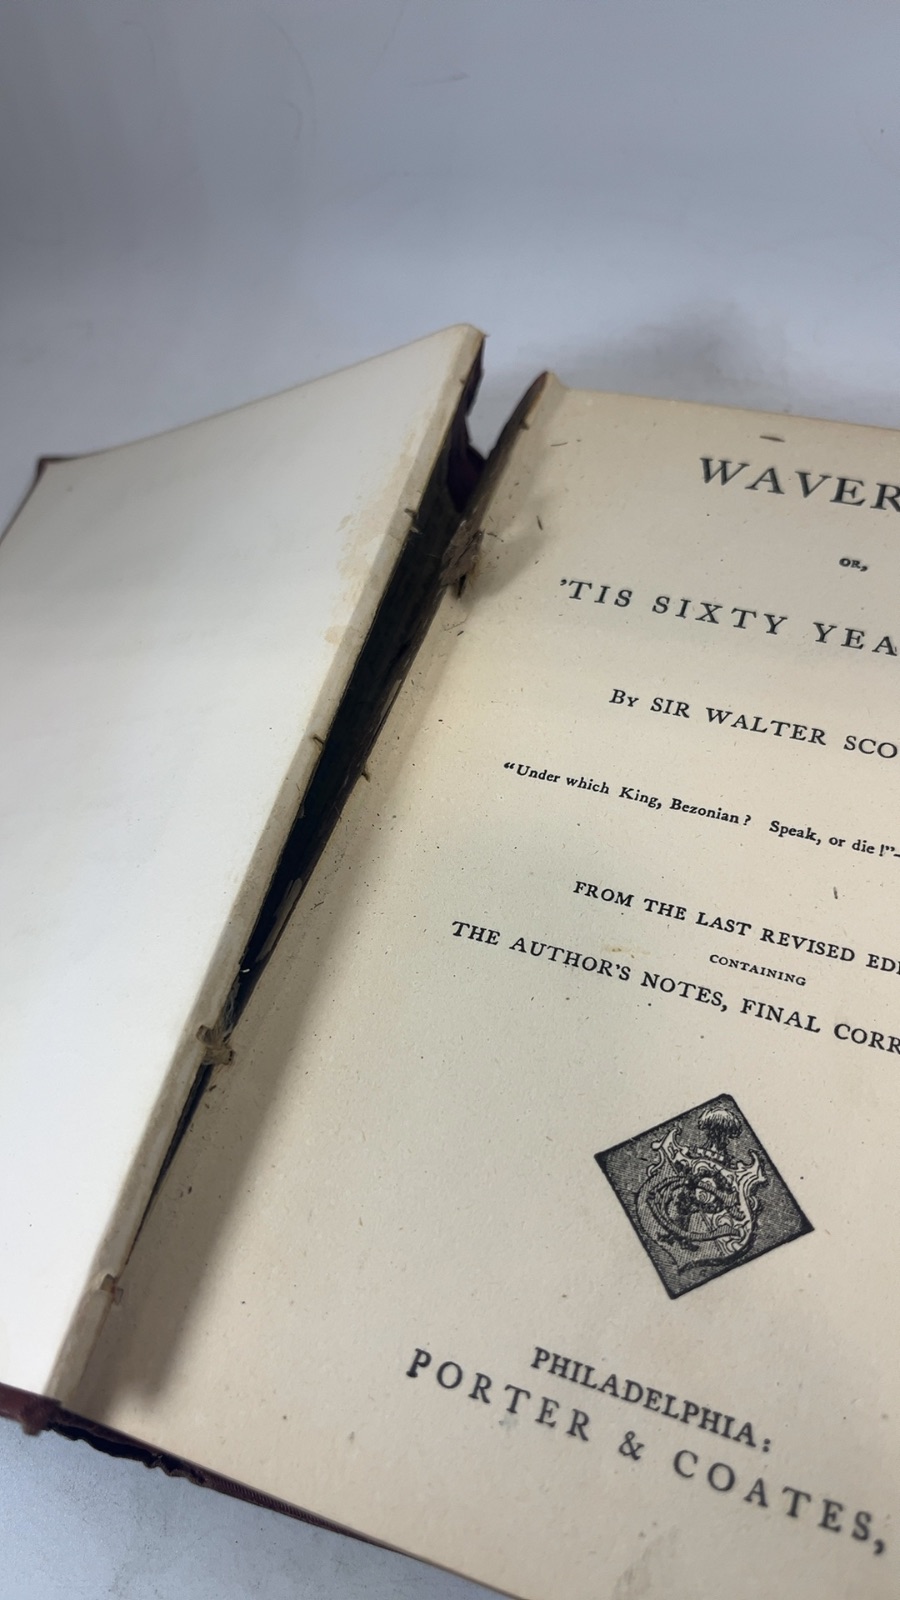 WAVER
OR,
'TIS SIXTY YEA
By SIR WALTER SCO
"Under which King, Bezonian? Speak, or die!"—
FROM THE LAST REVISED EDI
CONTAINING
THE AUTHOR'S NOTES, FINAL CORR
PHILADELPHIA:
PORTER & COATES,